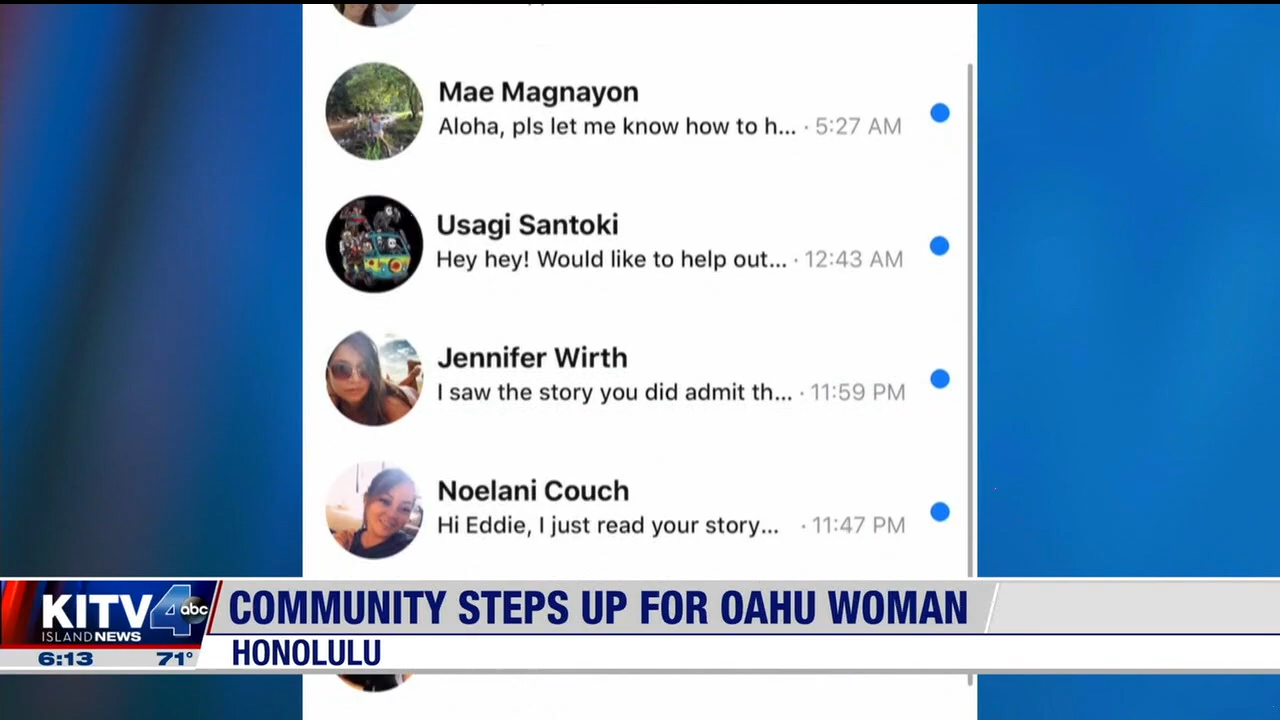 Mae Magnayon
Aloha, pls let me know how to h... · 5:27 AM
Usagi Santoki
Hey hey! Would like to help out... · 12:43 AM
Jennifer Wirth
I saw the story you did admit th... · 11:59 PM
Noelani Couch
Hi Eddie, I just read your story... · 11:47 PM
KITV 4 abc
ISLAND NEWS
COMMUNITY STEPS UP FOR OAHU WOMAN
6:13 71°
HONOLULU